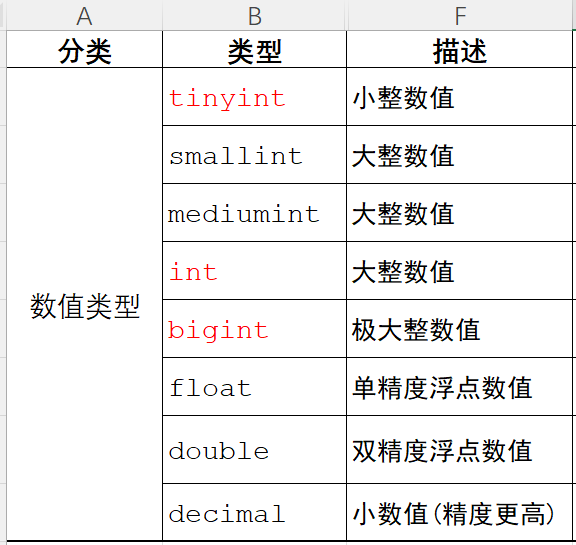 A B F
分类 类型 描述
tinyint 小整数值
smallint 大整数值
mediumint 大整数值
int 大整数值
数值类型
bigint 极大整数值
float 单精度浮点数值
double 双精度浮点数值
decimal 小数值(精度更高)